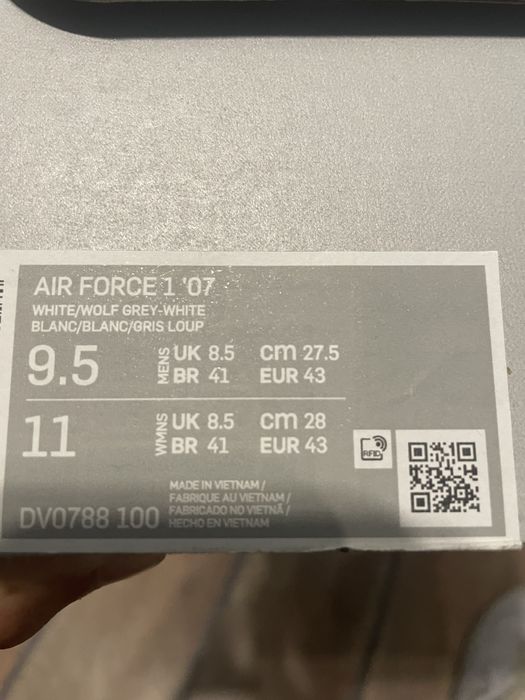 AIR FORCE 1 '07
WHITE/WOLF GREY-WHITE
BLANC/BLANC/GRIS LOUP
9.5 MENS UK 8.5 cm 27.5
BR 41 EUR 43
11 WMNS UK 8.5 cm 28
BR 41 EUR 43
RFID
MADE IN VIETNAM /
FABRIQUE AU VIETNAM /
FABRICADO NO VIETNÃ /
HECHO EN VIETNAM
DV0788 100